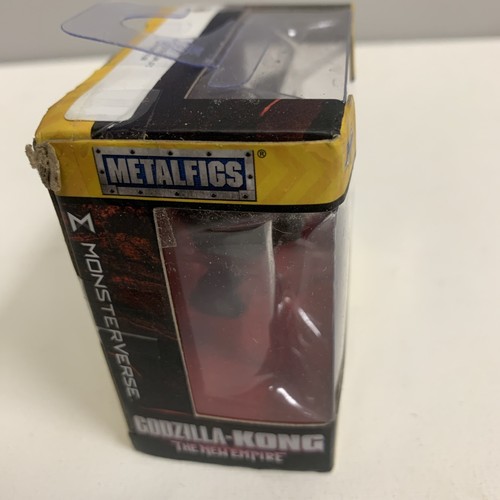 METALFIGS®
MONSTERVERSE
GODZILLA-KONG
THE NEW EMPIRE